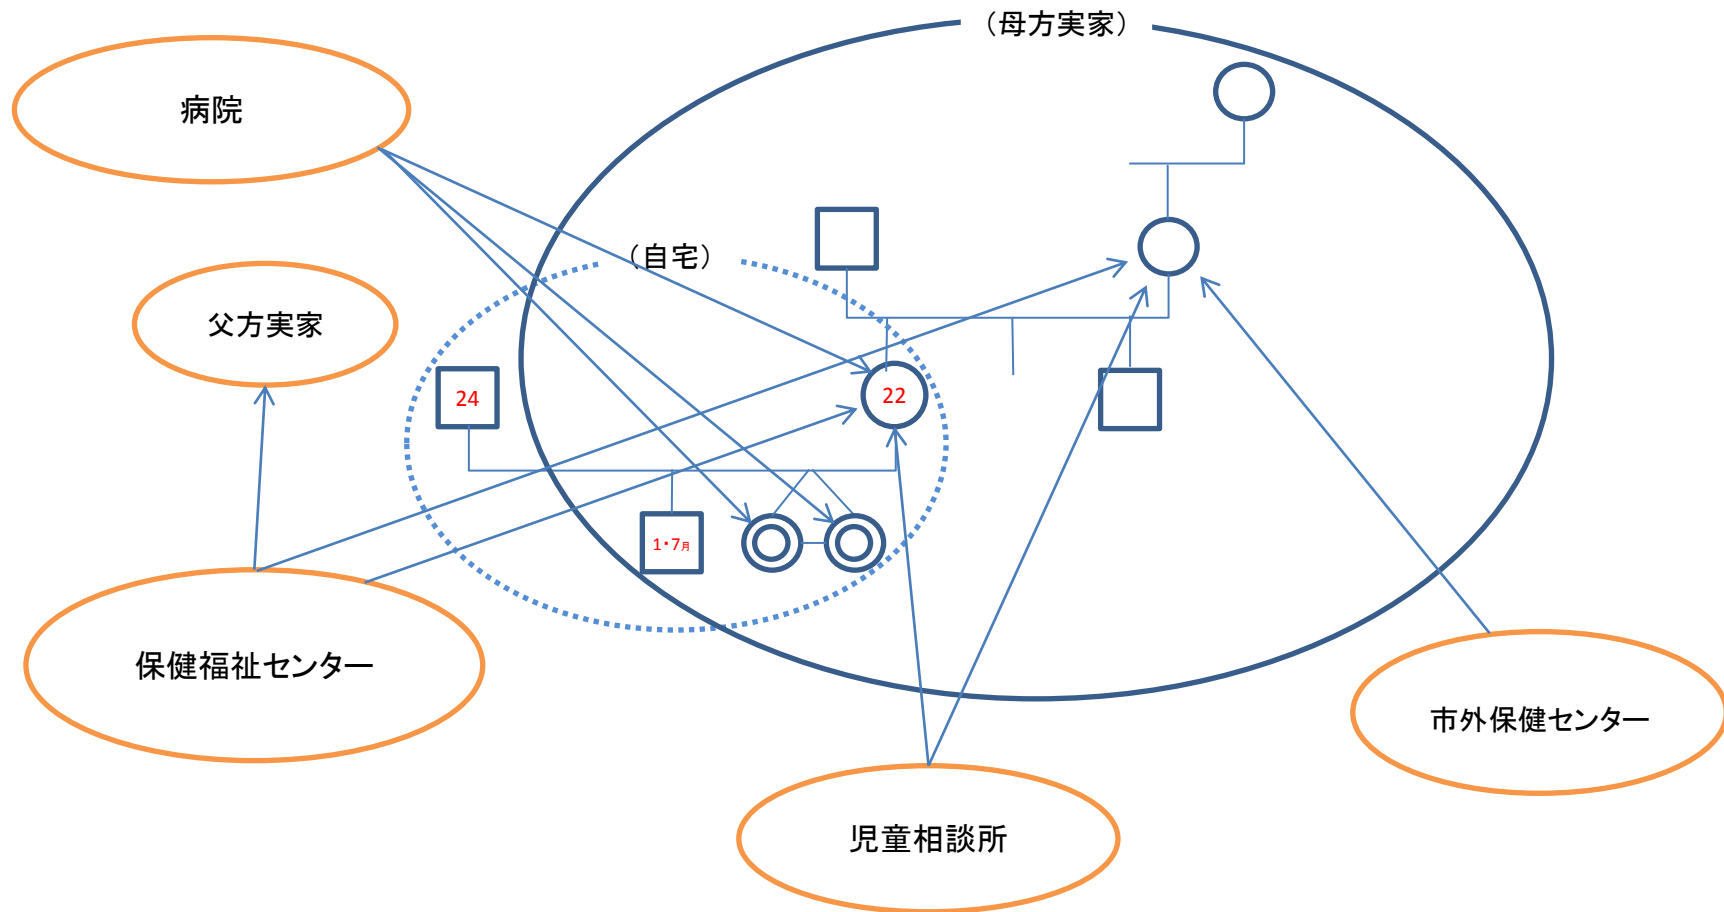 （母方実家）
病院
（自宅）
父方実家
24
22
1・7月
保健福祉センター
市外保健センター
児童相談所